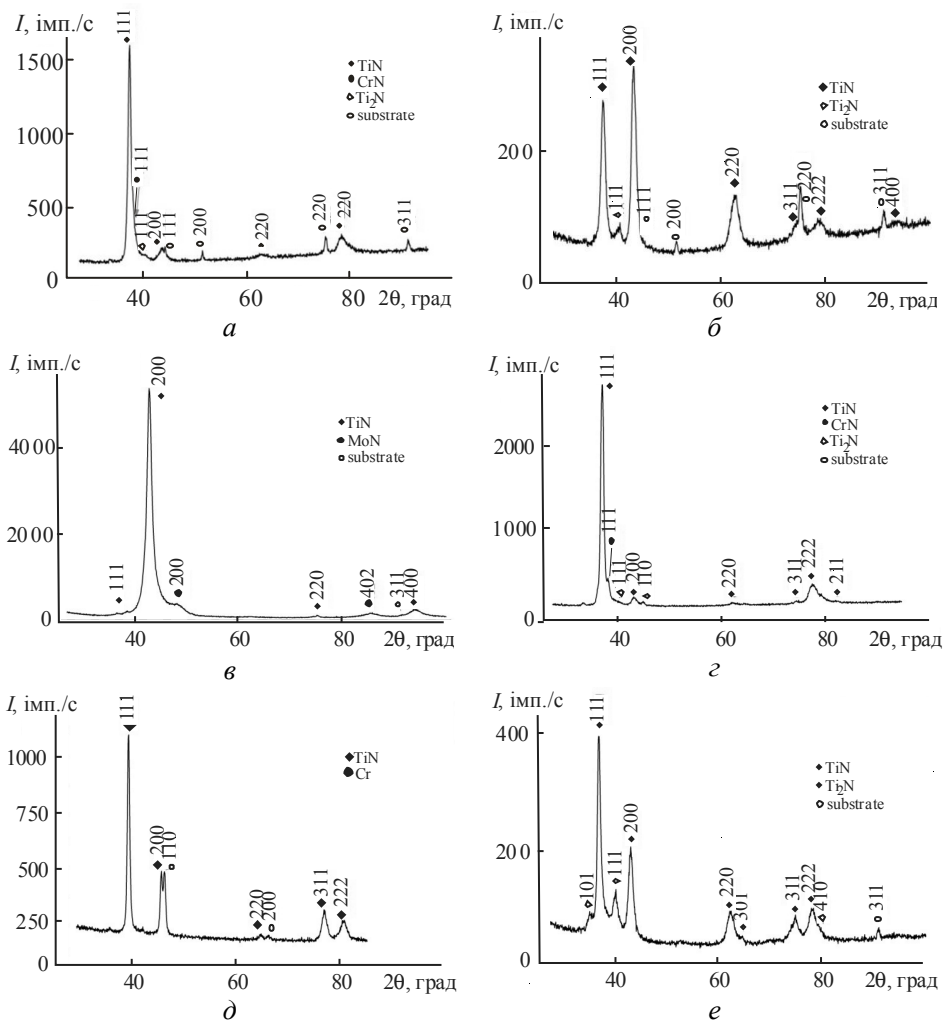 I, імп./с
111
1500
1000
500
0
TiN
CrN
Ti2N
substrate
111
111
200
111
200
220
220
220
311
40
60
80
2θ, град
а
I, імп./с
200
0
111
200
TiN
Ti2N
substrate
111
111
200
220
311
220
222
311
400
40
60
80
2θ, град
б
I, імп./с
4000
2000
0
200
TiN
MoN
substrate
111
200
220
402
311
400
40
60
80
2θ, град
в
I, імп./с
2000
1000
0
111
TiN
CrN
Ti2N
substrate
111
111
200
110
220
311
222
211
40
60
80
2θ, град
г
I, імп./с
1000
750
500
250
0
111
TiN
Cr
200
110
220
200
311
222
40
60
80
2θ, град
д
I, імп./с
400
200
0
111
TiN
Ti2N
substrate
101
111
200
220
301
311
222
410
311
40
60
80
2θ, град
е